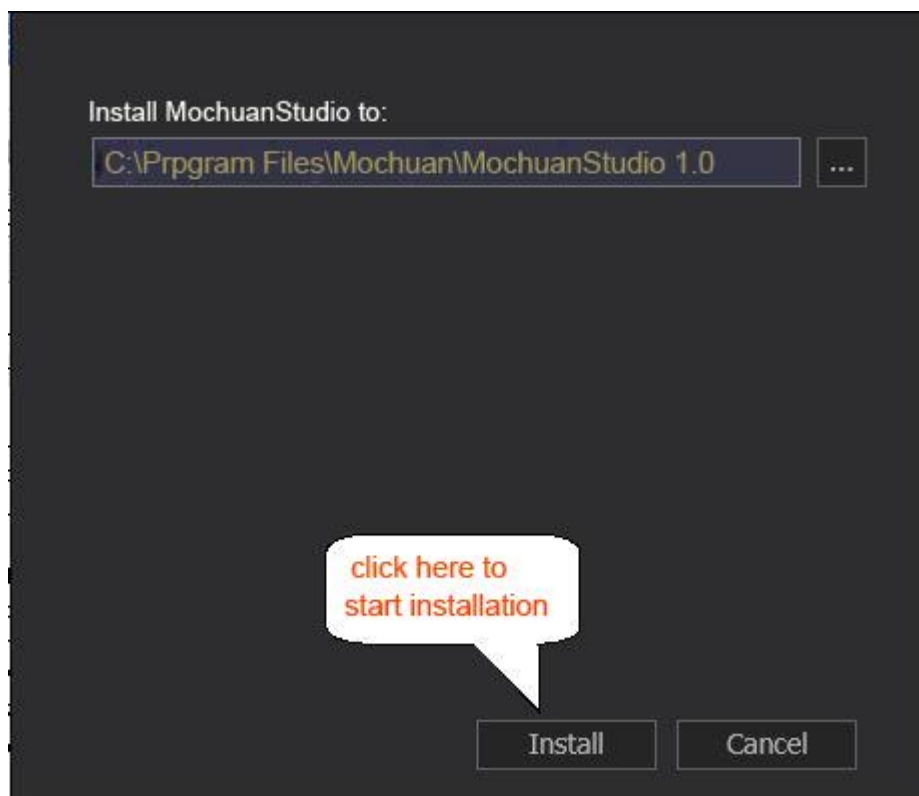 Install MochuanStudio to:
C:\Prpgram Files\Mochuan\MochuanStudio 1.0
...
click here to
start installation
Install
Cancel